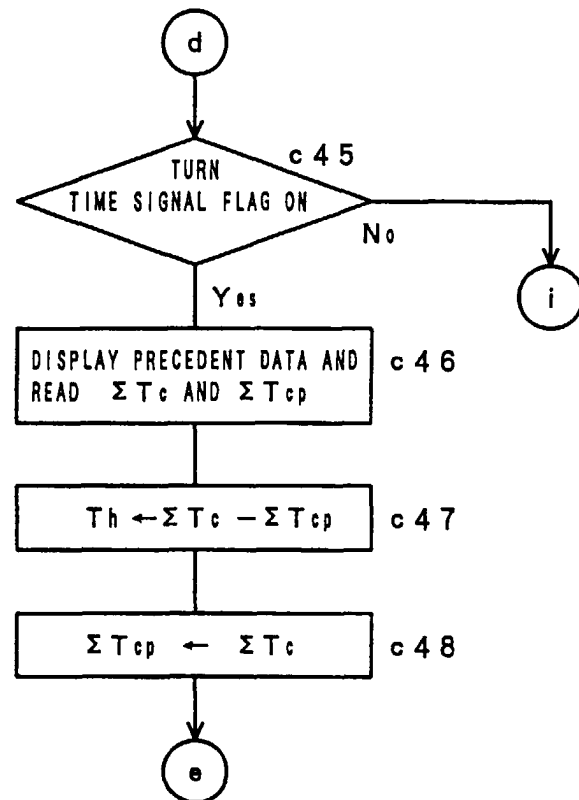 d
c45
TURN
TIME SIGNAL FLAG ON
No
i
Yes
DISPLAY PRECEDENT DATA AND
READ ΣTc AND ΣTcp
c46
Th ← ΣTc – ΣTcp
c47
ΣTcp ← ΣTc
c48
e